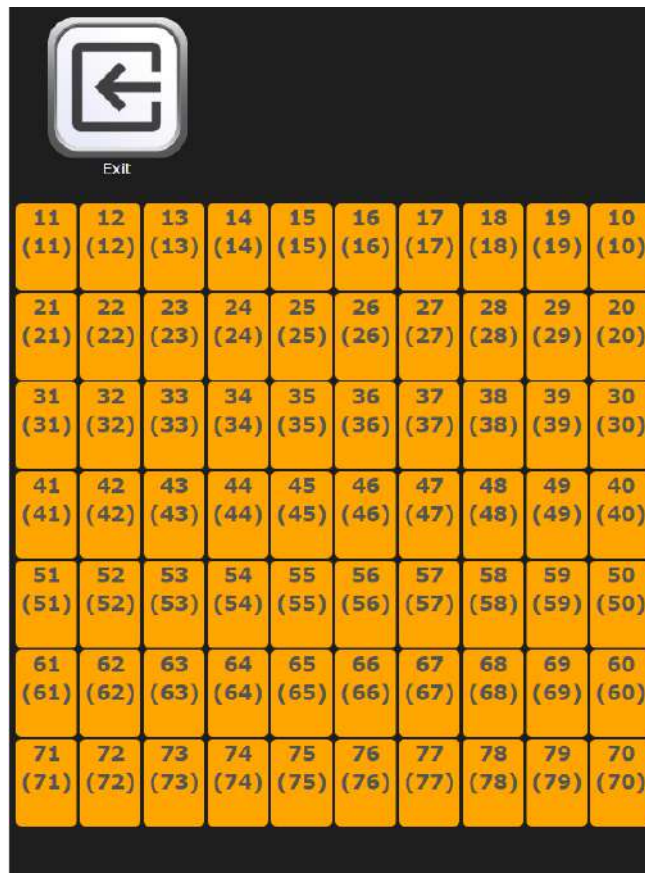 Exit
11 12 13 14 15 16 17 18 19 10
(11) (12) (13) (14) (15) (16) (17) (18) (19) (10)
21 22 23 24 25 26 27 28 29 20
(21) (22) (23) (24) (25) (26) (27) (28) (29) (20)
31 32 33 34 35 36 37 38 39 30
(31) (32) (33) (34) (35) (36) (37) (38) (39) (30)
41 42 43 44 45 46 47 48 49 40
(41) (42) (43) (44) (45) (46) (47) (48) (49) (40)
51 52 53 54 55 56 57 58 59 50
(51) (52) (53) (54) (55) (56) (57) (58) (59) (50)
61 62 63 64 65 66 67 68 69 60
(61) (62) (63) (64) (65) (66) (67) (68) (69) (60)
71 72 73 74 75 76 77 78 79 70
(71) (72) (73) (74) (75) (76) (77) (78) (79) (70)